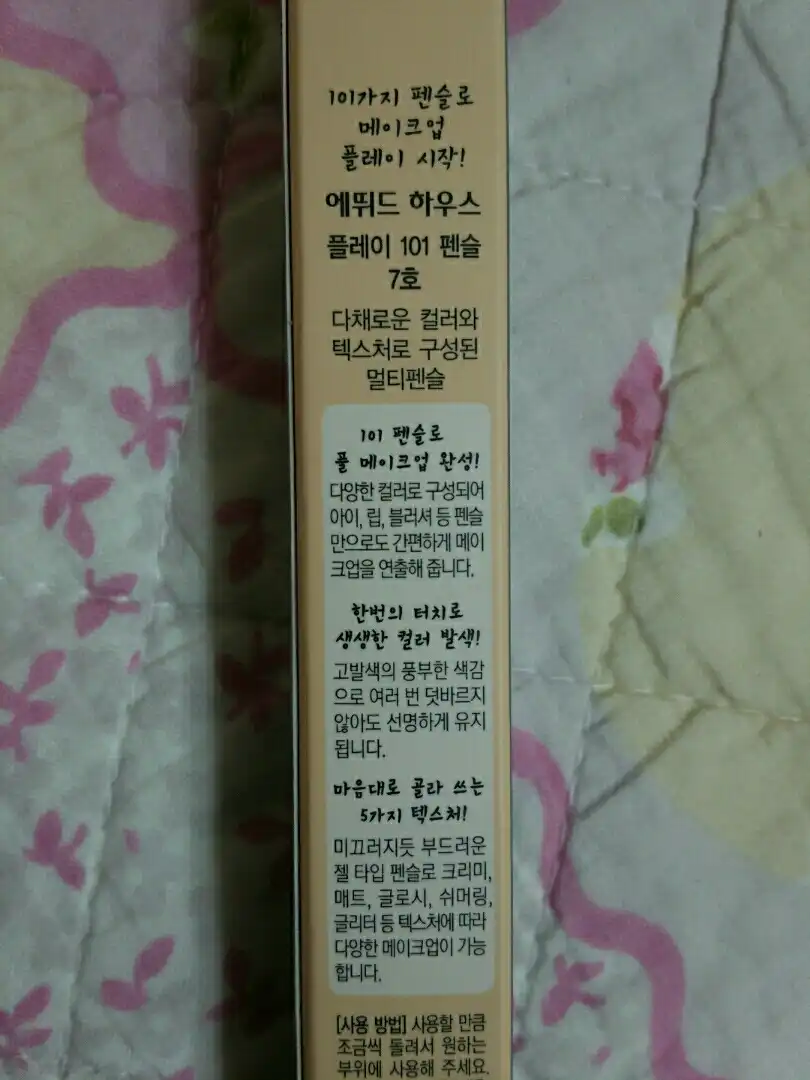 101가지 펜슬로
메이크업
플레이 시작!
에뛰드 하우스
플레이 101 펜슬
7호
다채로운 컬러와
텍스처로 구성된
멀티펜슬
101 펜슬로
풀 메이크업 완성!
다양한 컬러로 구성되어
아이, 립, 블러셔 등 펜슬
만으로도 간편하게 메이
크업을 연출해 줍니다.
한번의 터치로
생생한 컬러 발색!
고발색의 풍부한 색감
으로 여러 번 덧바르지
않아도 선명하게 유지
됩니다.
마음대로 골라 쓰는
5가지 텍스처!
미끄러지듯 부드러운
젤 타입 펜슬로 크리미,
매트, 글로시, 쉬머링,
글리터 등 텍스처에 따라
다양한 메이크업이 가능
합니다.
[사용 방법] 사용할 만큼
조금씩 돌려서 원하는
부위에 사용해 주세요.